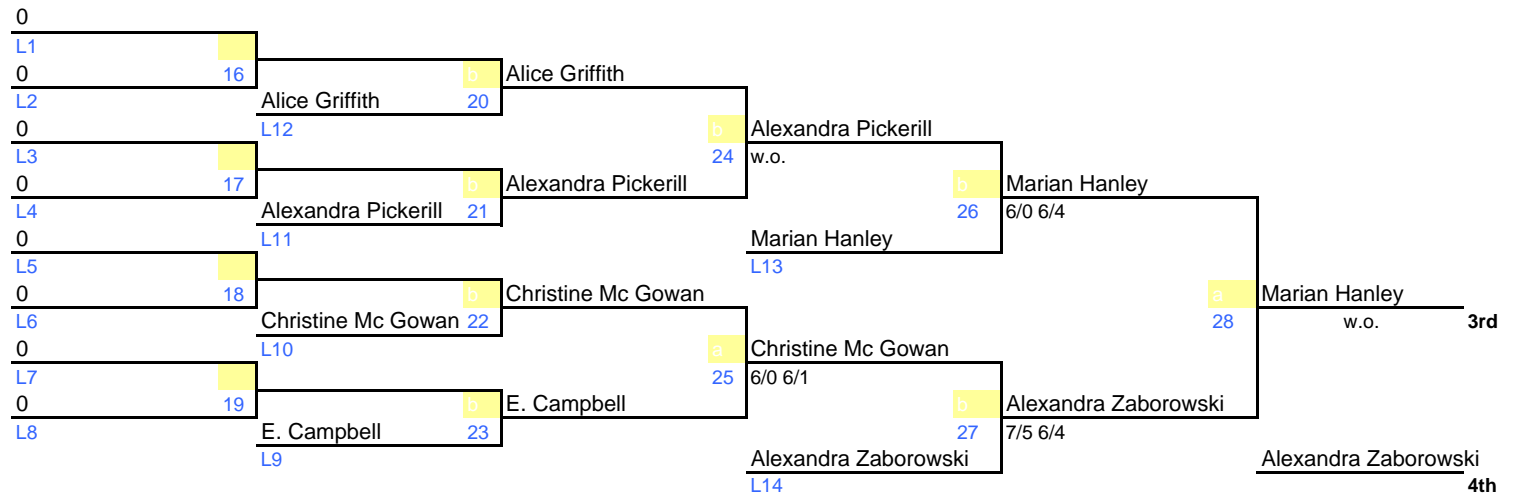 0
L1
0 16
b Alice Griffith
L2 Alice Griffith 20
0 L12 b Alexandra Pickerill
L3 24 w.o.
0 17 b Alexandra Pickerill b Marian Hanley
L4 Alexandra Pickerill 21 26 6/0 6/4
0 L11 Marian Hanley
L5 L13
0 18 b Christine Mc Gowan a Marian Hanley
L6 Christine Mc Gowan 22 28 w.o. 3rd
0 L10 a Christine Mc Gowan
L7 25 6/0 6/1
0 19 b E. Campbell b Alexandra Zaborowski
L8 E. Campbell 23 27 7/5 6/4
L9 Alexandra Zaborowski Alexandra Zaborowski
L14 4th